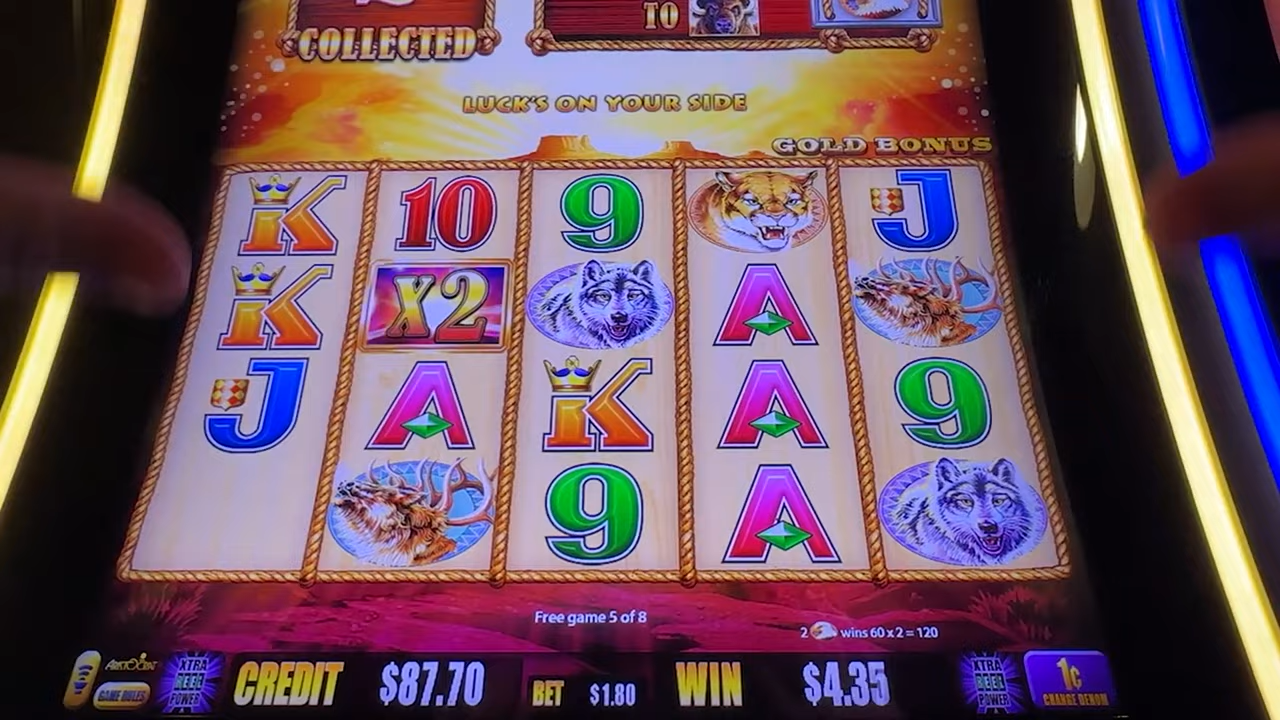 TO
COLLECTED
LUCK'S ON YOUR SIDE
GOLD BONUS
K 10 9 J
K X2 A
J A K A 9
9 A
Free game 5 of 8
2 wins 60 x 2 = 120
ARISTOCRAT
GAME RULES
XTRA REEL POWER
CREDIT $87.70
BET $1.80
WIN $4.35
XTRA REEL POWER
1¢
CHANGE DENOM